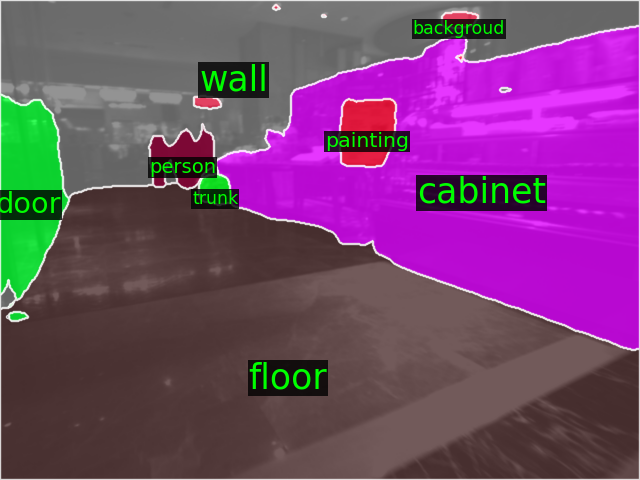 backgroud
wall
painting
person
cabinet
trunk
door
floor